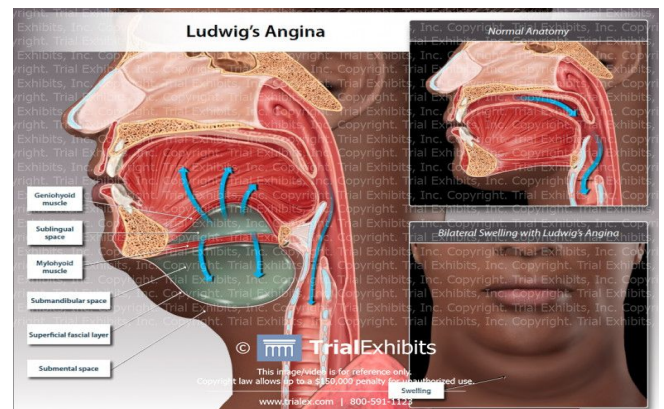 Ludwig's Angina
Normal Anatomy
Geniohyoid
muscle
Sublingual
space
Mylohyoid
muscle
Submandibular space
Superficial fascial layer
Submental space
Bilateral Swelling with Ludwig's Angina
Swelling
© TrialExhibits
This image/video is for reference only.
Copyright law allows up to a $150,000 penalty for unauthorized use.
www.trialex.com | 800-591-1123